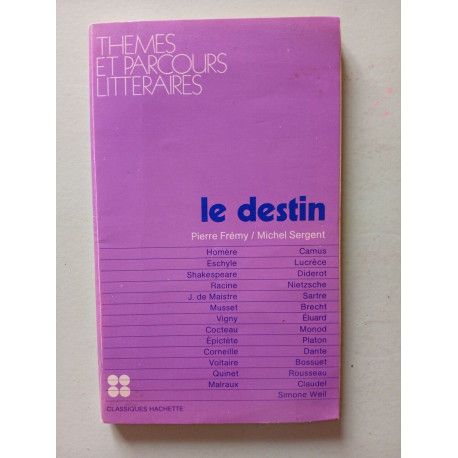 THEMES
ET PARCOURS
LITTERAIRES
le destin
Pierre Frémy / Michel Sergent
Homère Camus
Eschyle Lucrèce
Shakespeare Diderot
Racine Nietzsche
J. de Maistre Sartre
Musset Brecht
Vigny Éluard
Cocteau Monod
Épictète Platon
Corneille Dante
Voltaire Bossuet
Quinet Rousseau
Malraux Claudel
Simone Weil
CLASSIQUES HACHETTE